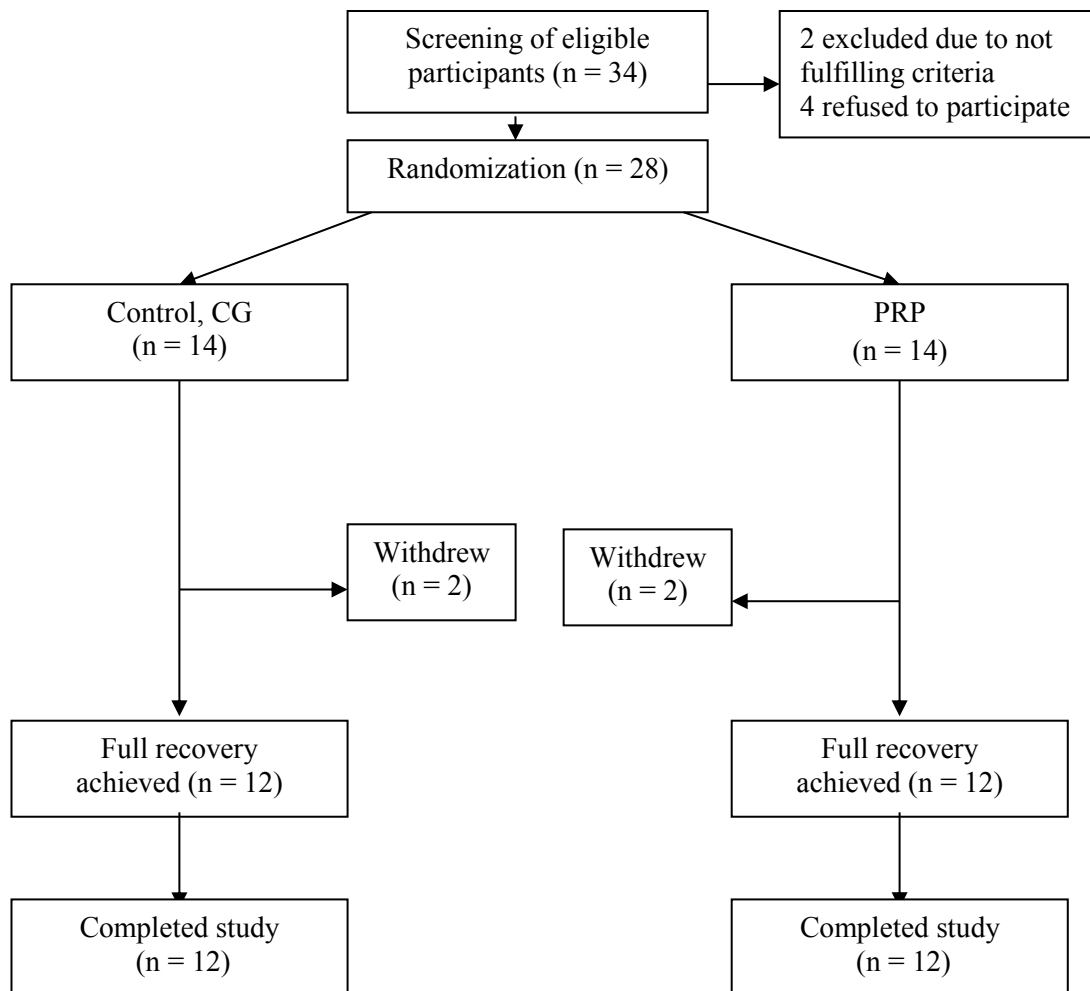 Screening of eligible
participants (n = 34)
2 excluded due to not
fulfilling criteria
4 refused to participate
Randomization (n = 28)
Control, CG
(n = 14)
PRP
(n = 14)
Withdrew
(n = 2)
Withdrew
(n = 2)
Full recovery
achieved (n = 12)
Full recovery
achieved (n = 12)
Completed study
(n = 12)
Completed study
(n = 12)